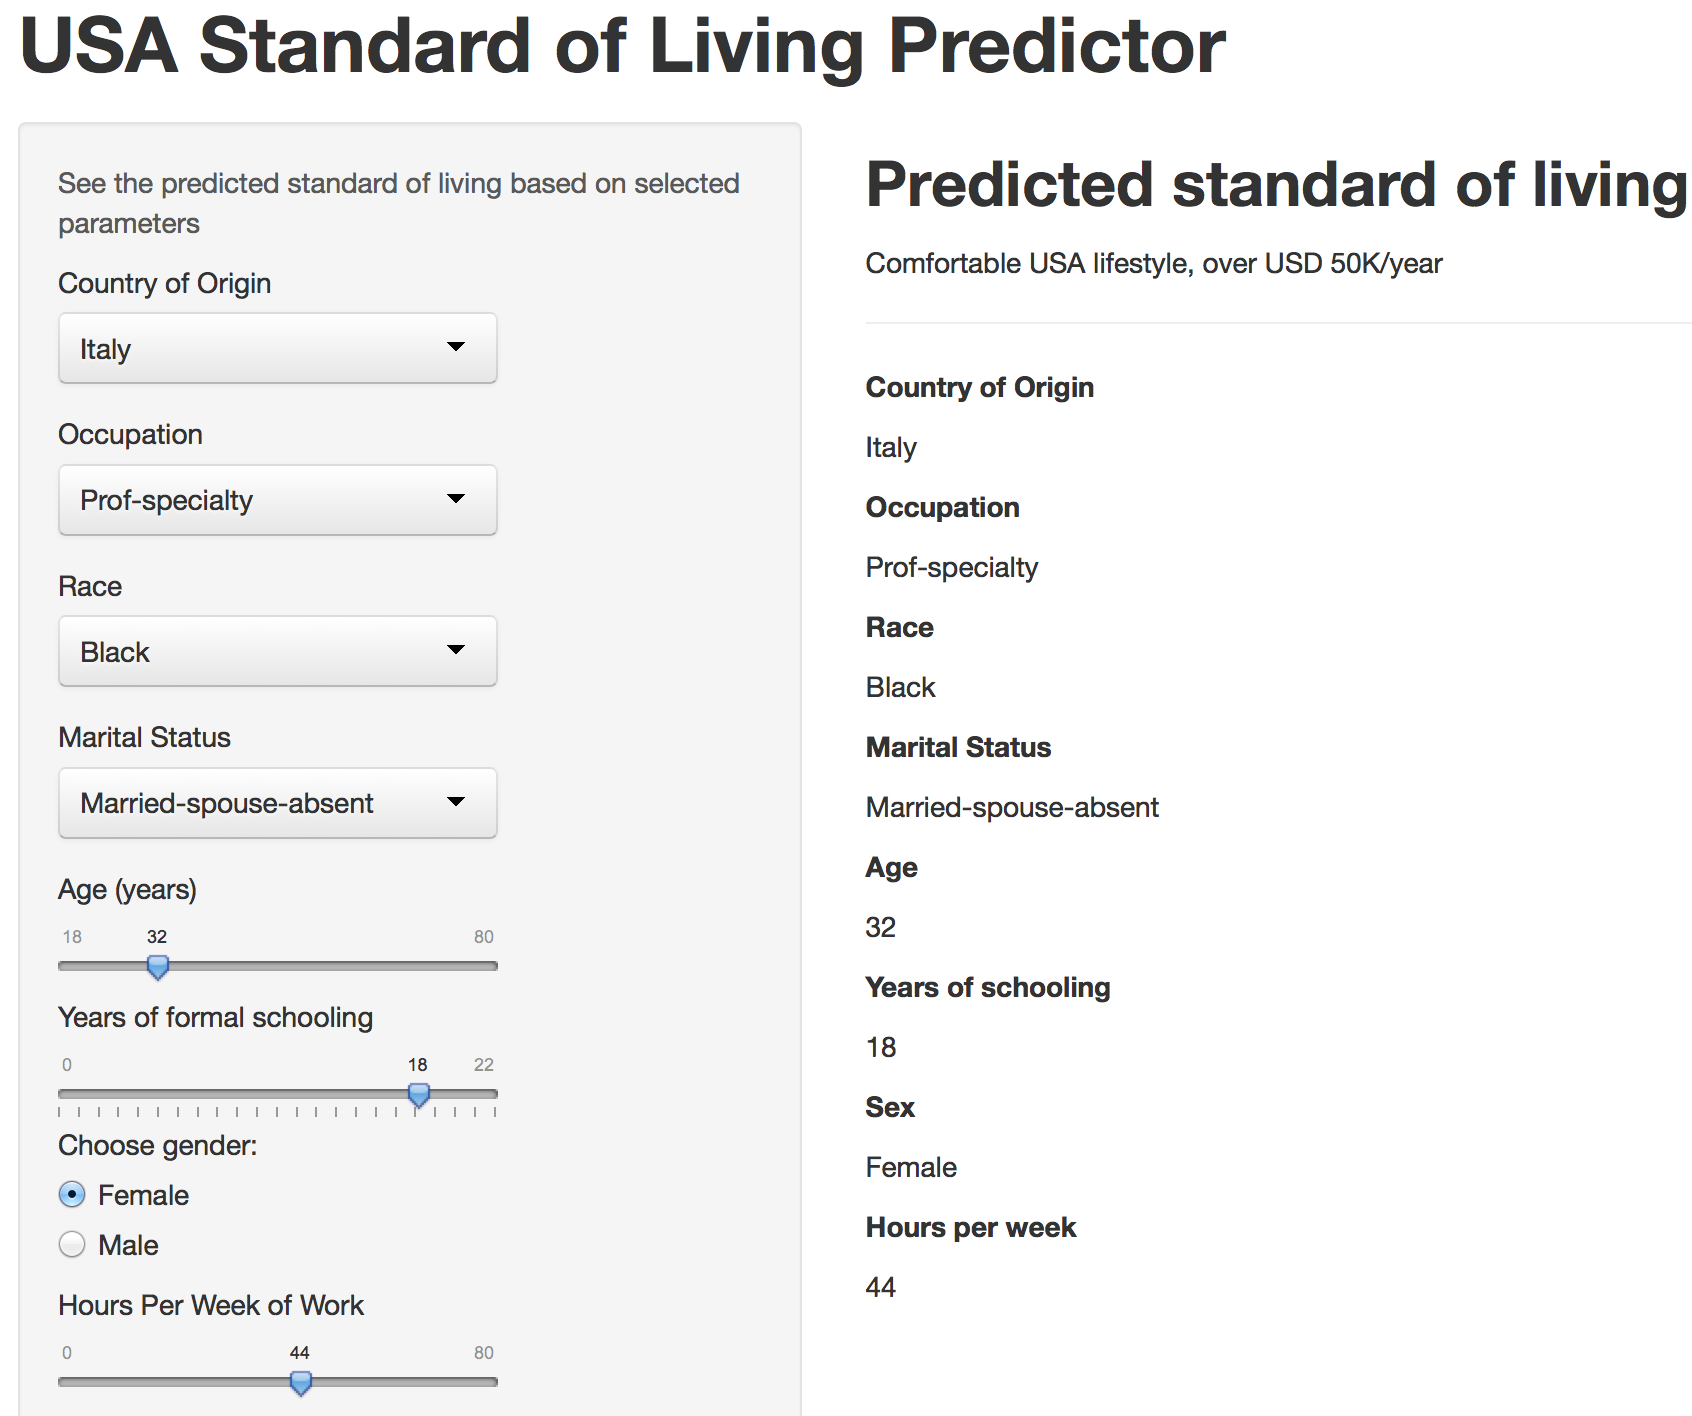 USA Standard of Living Predictor
See the predicted standard of living based on selected
parameters
Country of Origin
Italy
Occupation
Prof-specialty
Race
Black
Marital Status
Married-spouse-absent
Age (years)
18 32 80
Years of formal schooling
0 18 22
Choose gender:
Female
Male
Hours Per Week of Work
0 44 80
Predicted standard of living
Comfortable USA lifestyle, over USD 50K/year
Country of Origin
Italy
Occupation
Prof-specialty
Race
Black
Marital Status
Married-spouse-absent
Age
32
Years of schooling
18
Sex
Female
Hours per week
44